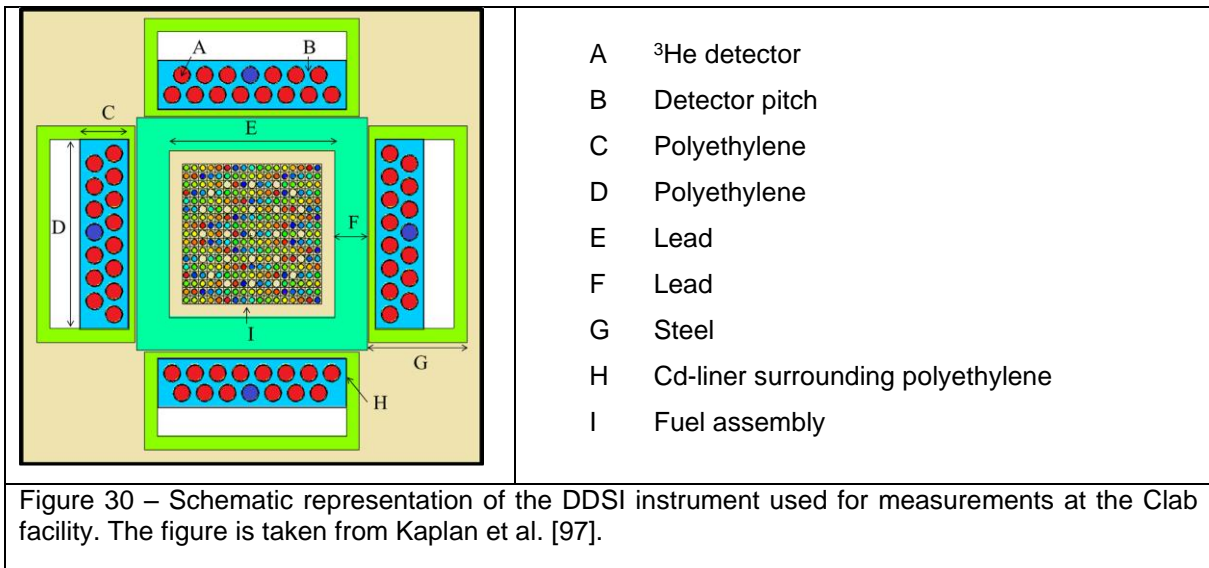 A
B
C
E
D
F
I
G
H
A ³He detector
B Detector pitch
C Polyethylene
D Polyethylene
E Lead
F Lead
G Steel
H Cd-liner surrounding polyethylene
I Fuel assembly
Figure 30 – Schematic representation of the DDSI instrument used for measurements at the Clab
facility. The figure is taken from Kaplan et al. [97].